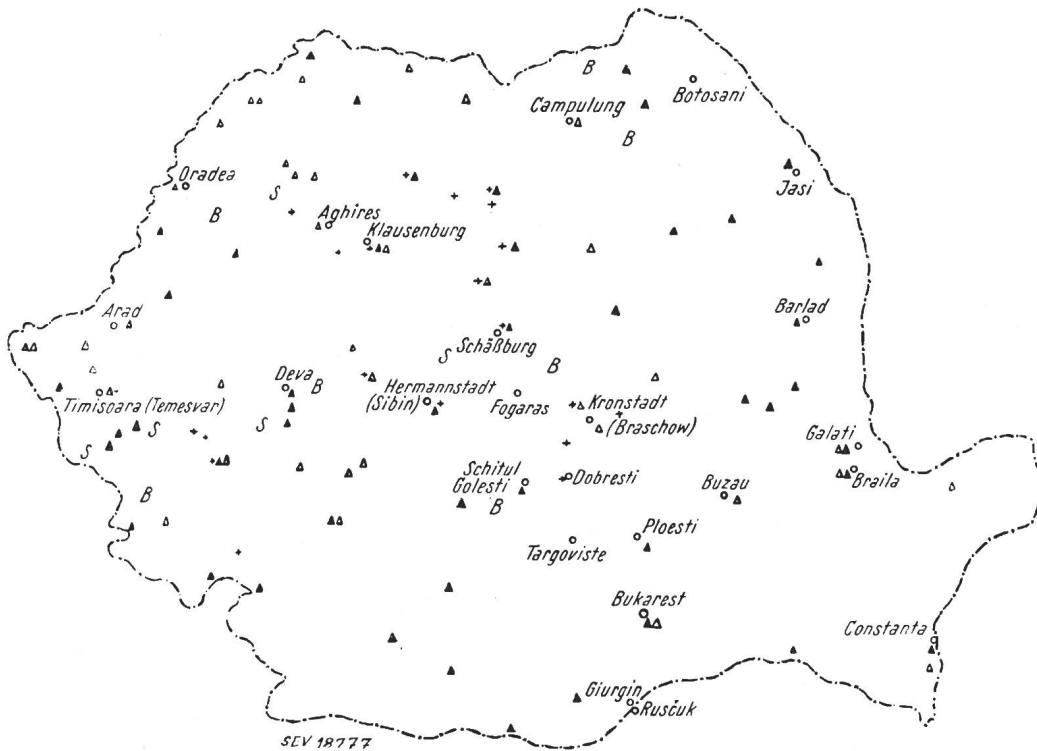 B
Botosani
Campulung
B
Jasi
Oradea
S
B
Aghires
Klausenburg
Arad
Barlad
Schäßburg
S
B
Deva
B
Hermannstadt
(Sibin)
Fogaras
Kronstadt
(Braschow)
Timisoara (Temesvar)
S
S
S
Galati
Braila
Schitul
Golesti
B
Dobresti
Buzau
B
Ploesti
Targoviste
Bukarest
Constanta
Giurgin
Rusčuk
SEV 18777